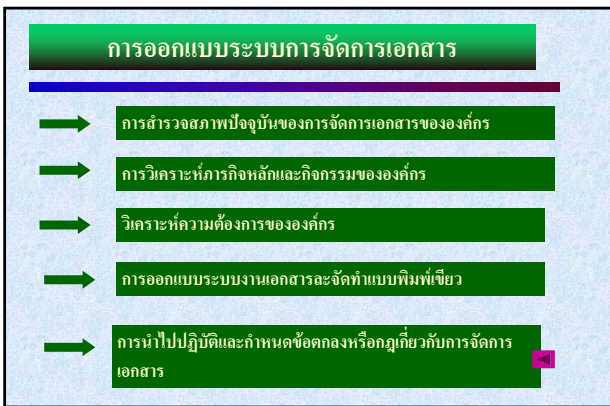 การออกแบบระบบการจัดการเอกสาร
การสำรวจสภาพปัจจุบันของการจัดการเอกสารขององค์กร
การวิเคราะห์ภารกิจหลักและกิจกรรมขององค์กร
วิเคราะห์ความต้องการขององค์กร
การออกแบบระบบงานเอกสารละจัดทำแบบพิมพ์เขียว
การนำไปปฏิบัติและกำหนดข้อตกลงหรือกฎเกี่ยวกับการจัดการ
เอกสาร